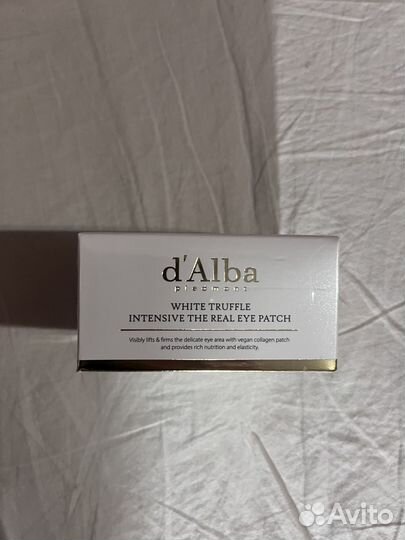 d'Alba
piedmont
WHITE TRUFFLE
INTENSIVE THE REAL EYE PATCH
Visibly lifts & firms the delicate eye area with vegan collagen patch
and provides rich nutrition and elasticity.
Avito